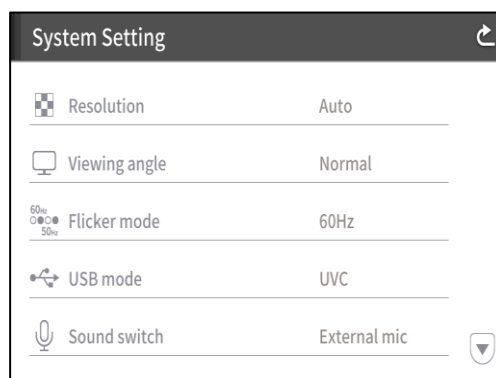 System Setting
Resolution Auto
Viewing angle Normal
60Hz
50Hz
Flicker mode 60Hz
USB mode UVC
Sound switch External mic